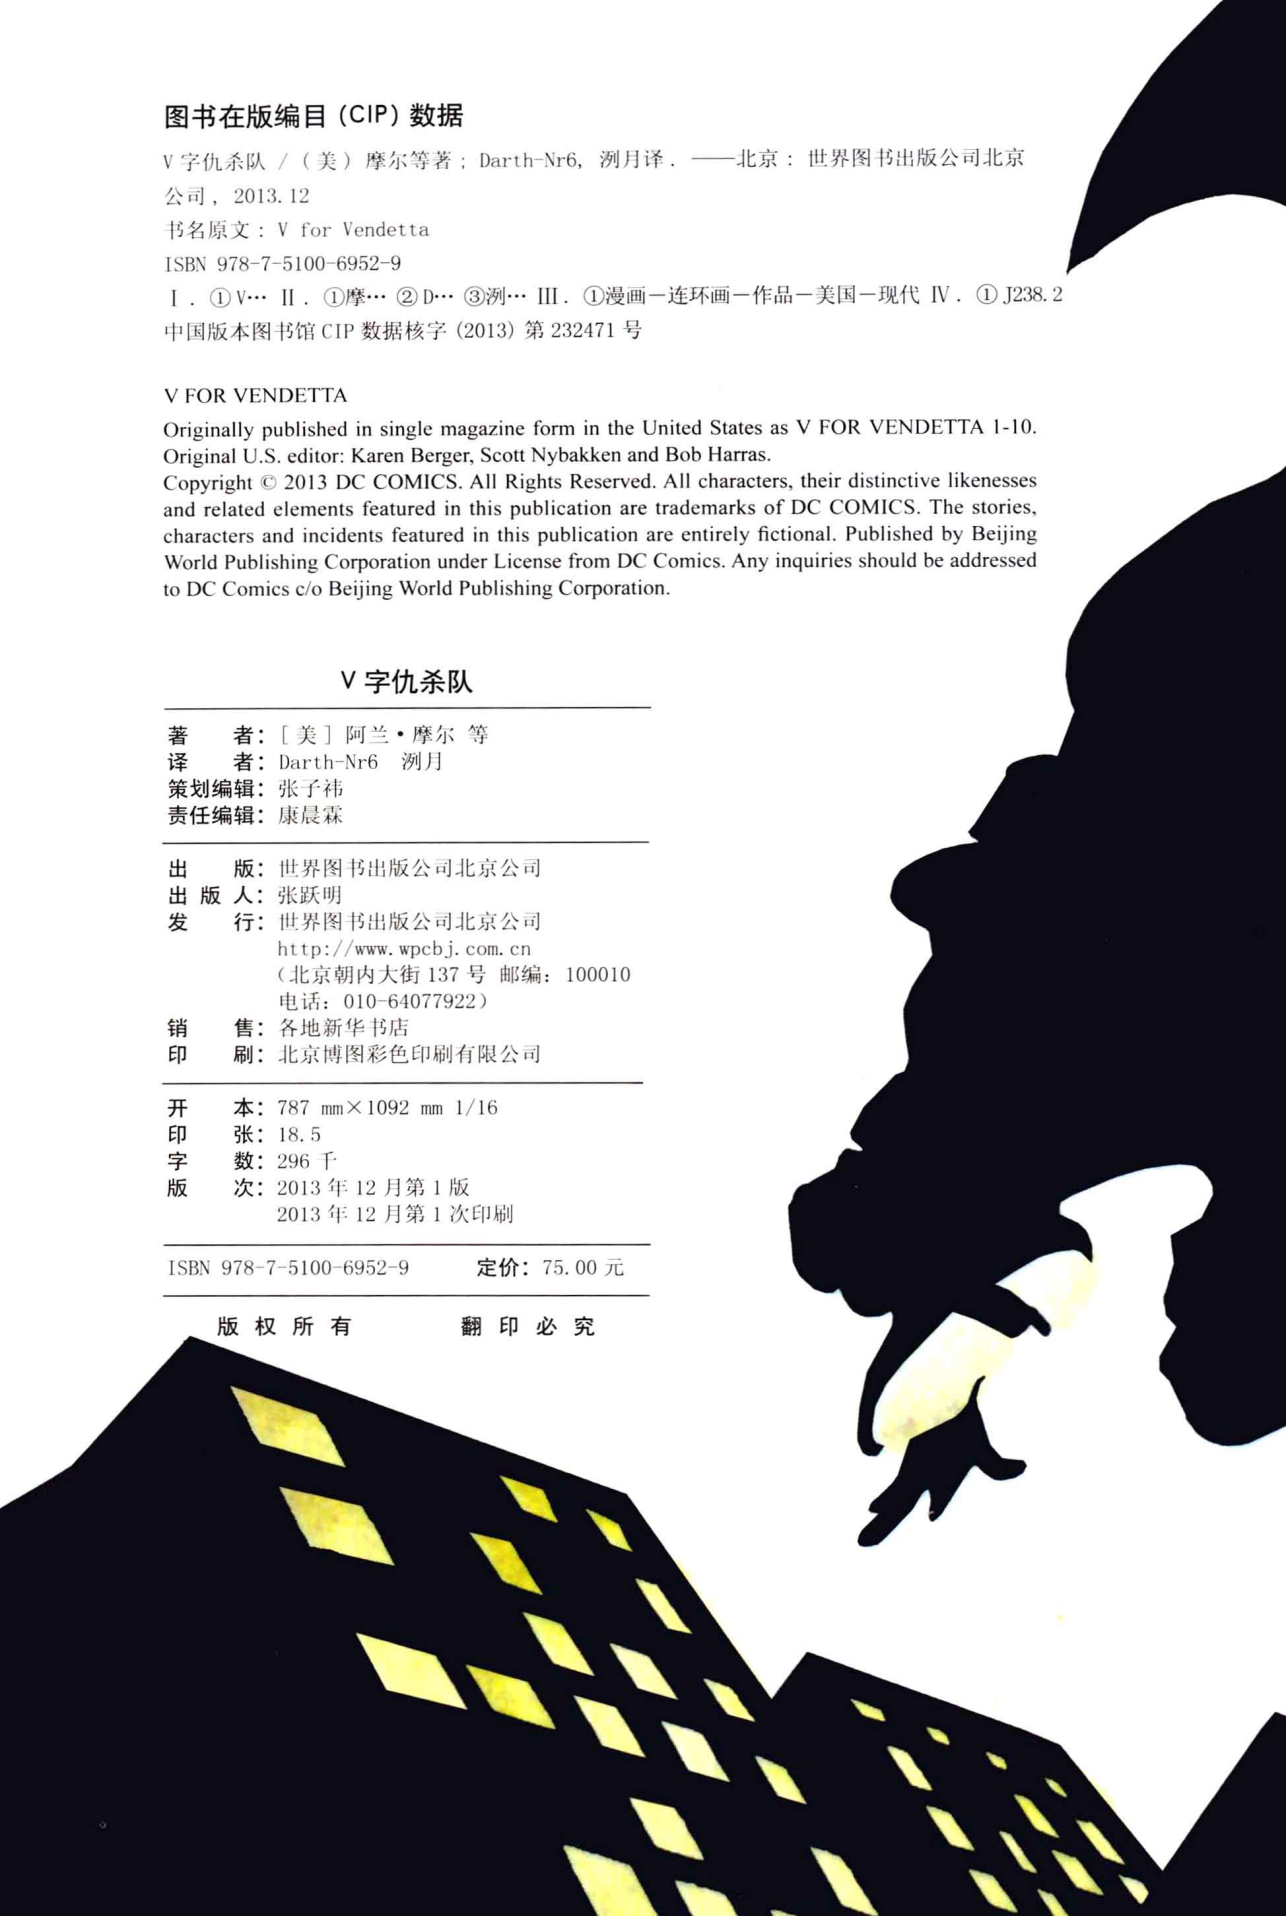 图书在版编目（CIP）数据
V 字仇杀队 /（美）摩尔等著；Darth-Nr6, 洌月译. ——北京：世界图书出版公司北京
公司, 2013.12
书名原文：V for Vendetta
ISBN 978-7-5100-6952-9
Ⅰ. ①V… Ⅱ. ①摩… ②D… ③洌… Ⅲ. ①漫画－连环画－作品－美国－现代 Ⅳ. ①J238.2
中国版本图书馆 CIP 数据核字 (2013) 第 232471 号
V FOR VENDETTA
Originally published in single magazine form in the United States as V FOR VENDETTA 1-10.
Original U.S. editor: Karen Berger, Scott Nybakken and Bob Harras.
Copyright © 2013 DC COMICS. All Rights Reserved. All characters, their distinctive likenesses
and related elements featured in this publication are trademarks of DC COMICS. The stories,
characters and incidents featured in this publication are entirely fictional. Published by Beijing
World Publishing Corporation under License from DC Comics. Any inquiries should be addressed
to DC Comics c/o Beijing World Publishing Corporation.
V 字仇杀队
著 者：［美］阿兰·摩尔 等
译 者：Darth-Nr6 洌月
策划编辑：张子祎
责任编辑：康晨霖
出 版：世界图书出版公司北京公司
出 版 人：张跃明
发 行：世界图书出版公司北京公司
http://www.wpcbj.com.cn
（北京朝内大街 137 号 邮编：100010
电话：010-64077922）
销 售：各地新华书店
印 刷：北京博图彩色印刷有限公司
开 本：787 mm×1092 mm 1/16
印 张：18.5
字 数：296 千
版 次：2013 年 12 月第 1 版
2013 年 12 月第 1 次印刷
ISBN 978-7-5100-6952-9 定价：75.00 元
版 权 所 有 翻 印 必 究